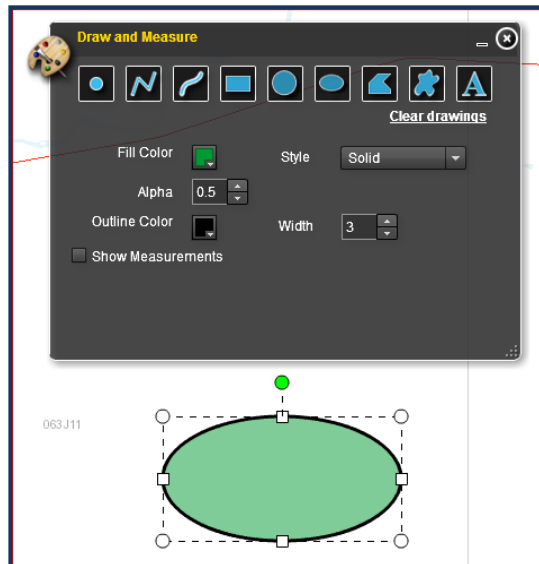 Draw and Measure
A
Clear drawings
Fill Color
Style
Solid
Alpha
0.5
Outline Color
Width
3
Show Measurements
063J11